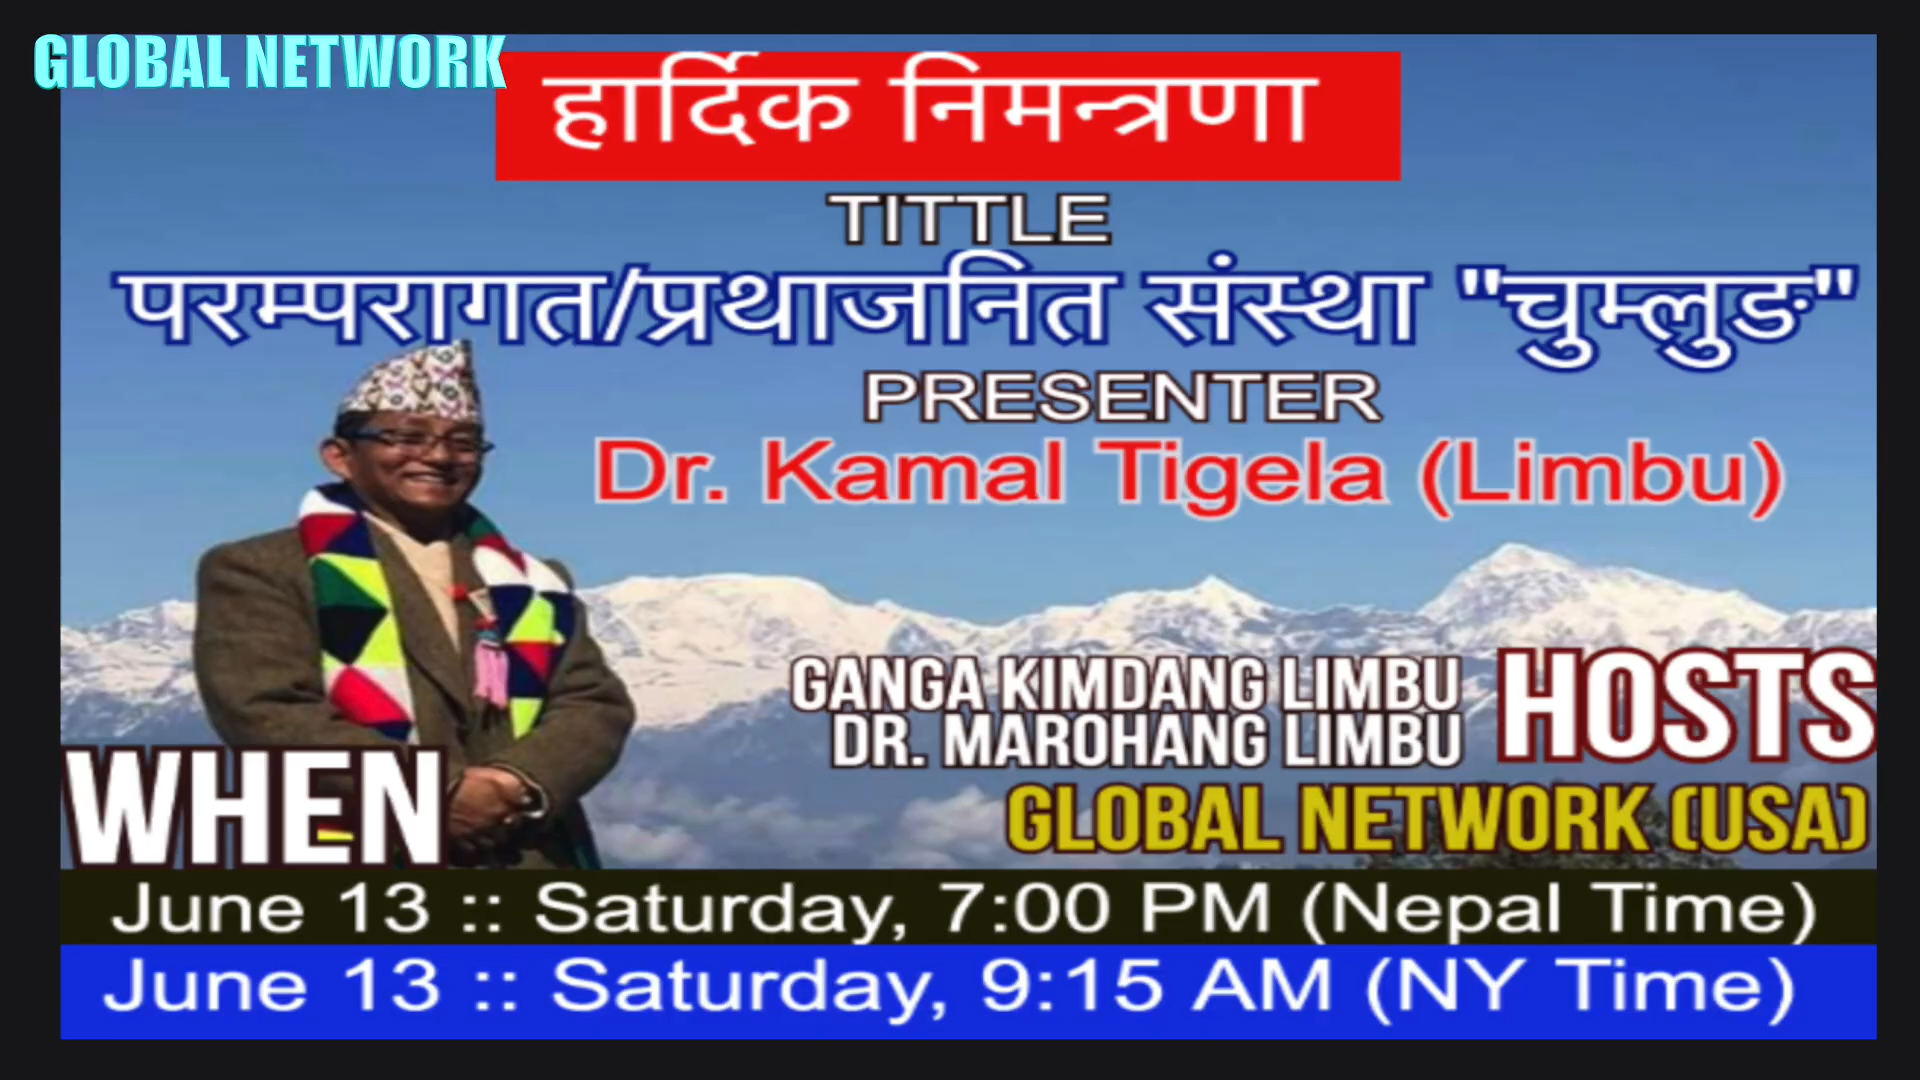 GLOBAL NETWORK
हार्दिक निमन्त्रणा
TITTLE
परम्परागत/प्रथाजनित संस्था "चुम्लुङ"
PRESENTER
Dr. Kamal Tigela (Limbu)
GANGA KIMDANG LIMBU
DR. MAROHANG LIMBU
HOSTS
GLOBAL NETWORK (USA)
WHEN
June 13 :: Saturday, 7:00 PM (Nepal Time)
June 13 :: Saturday, 9:15 AM (NY Time)